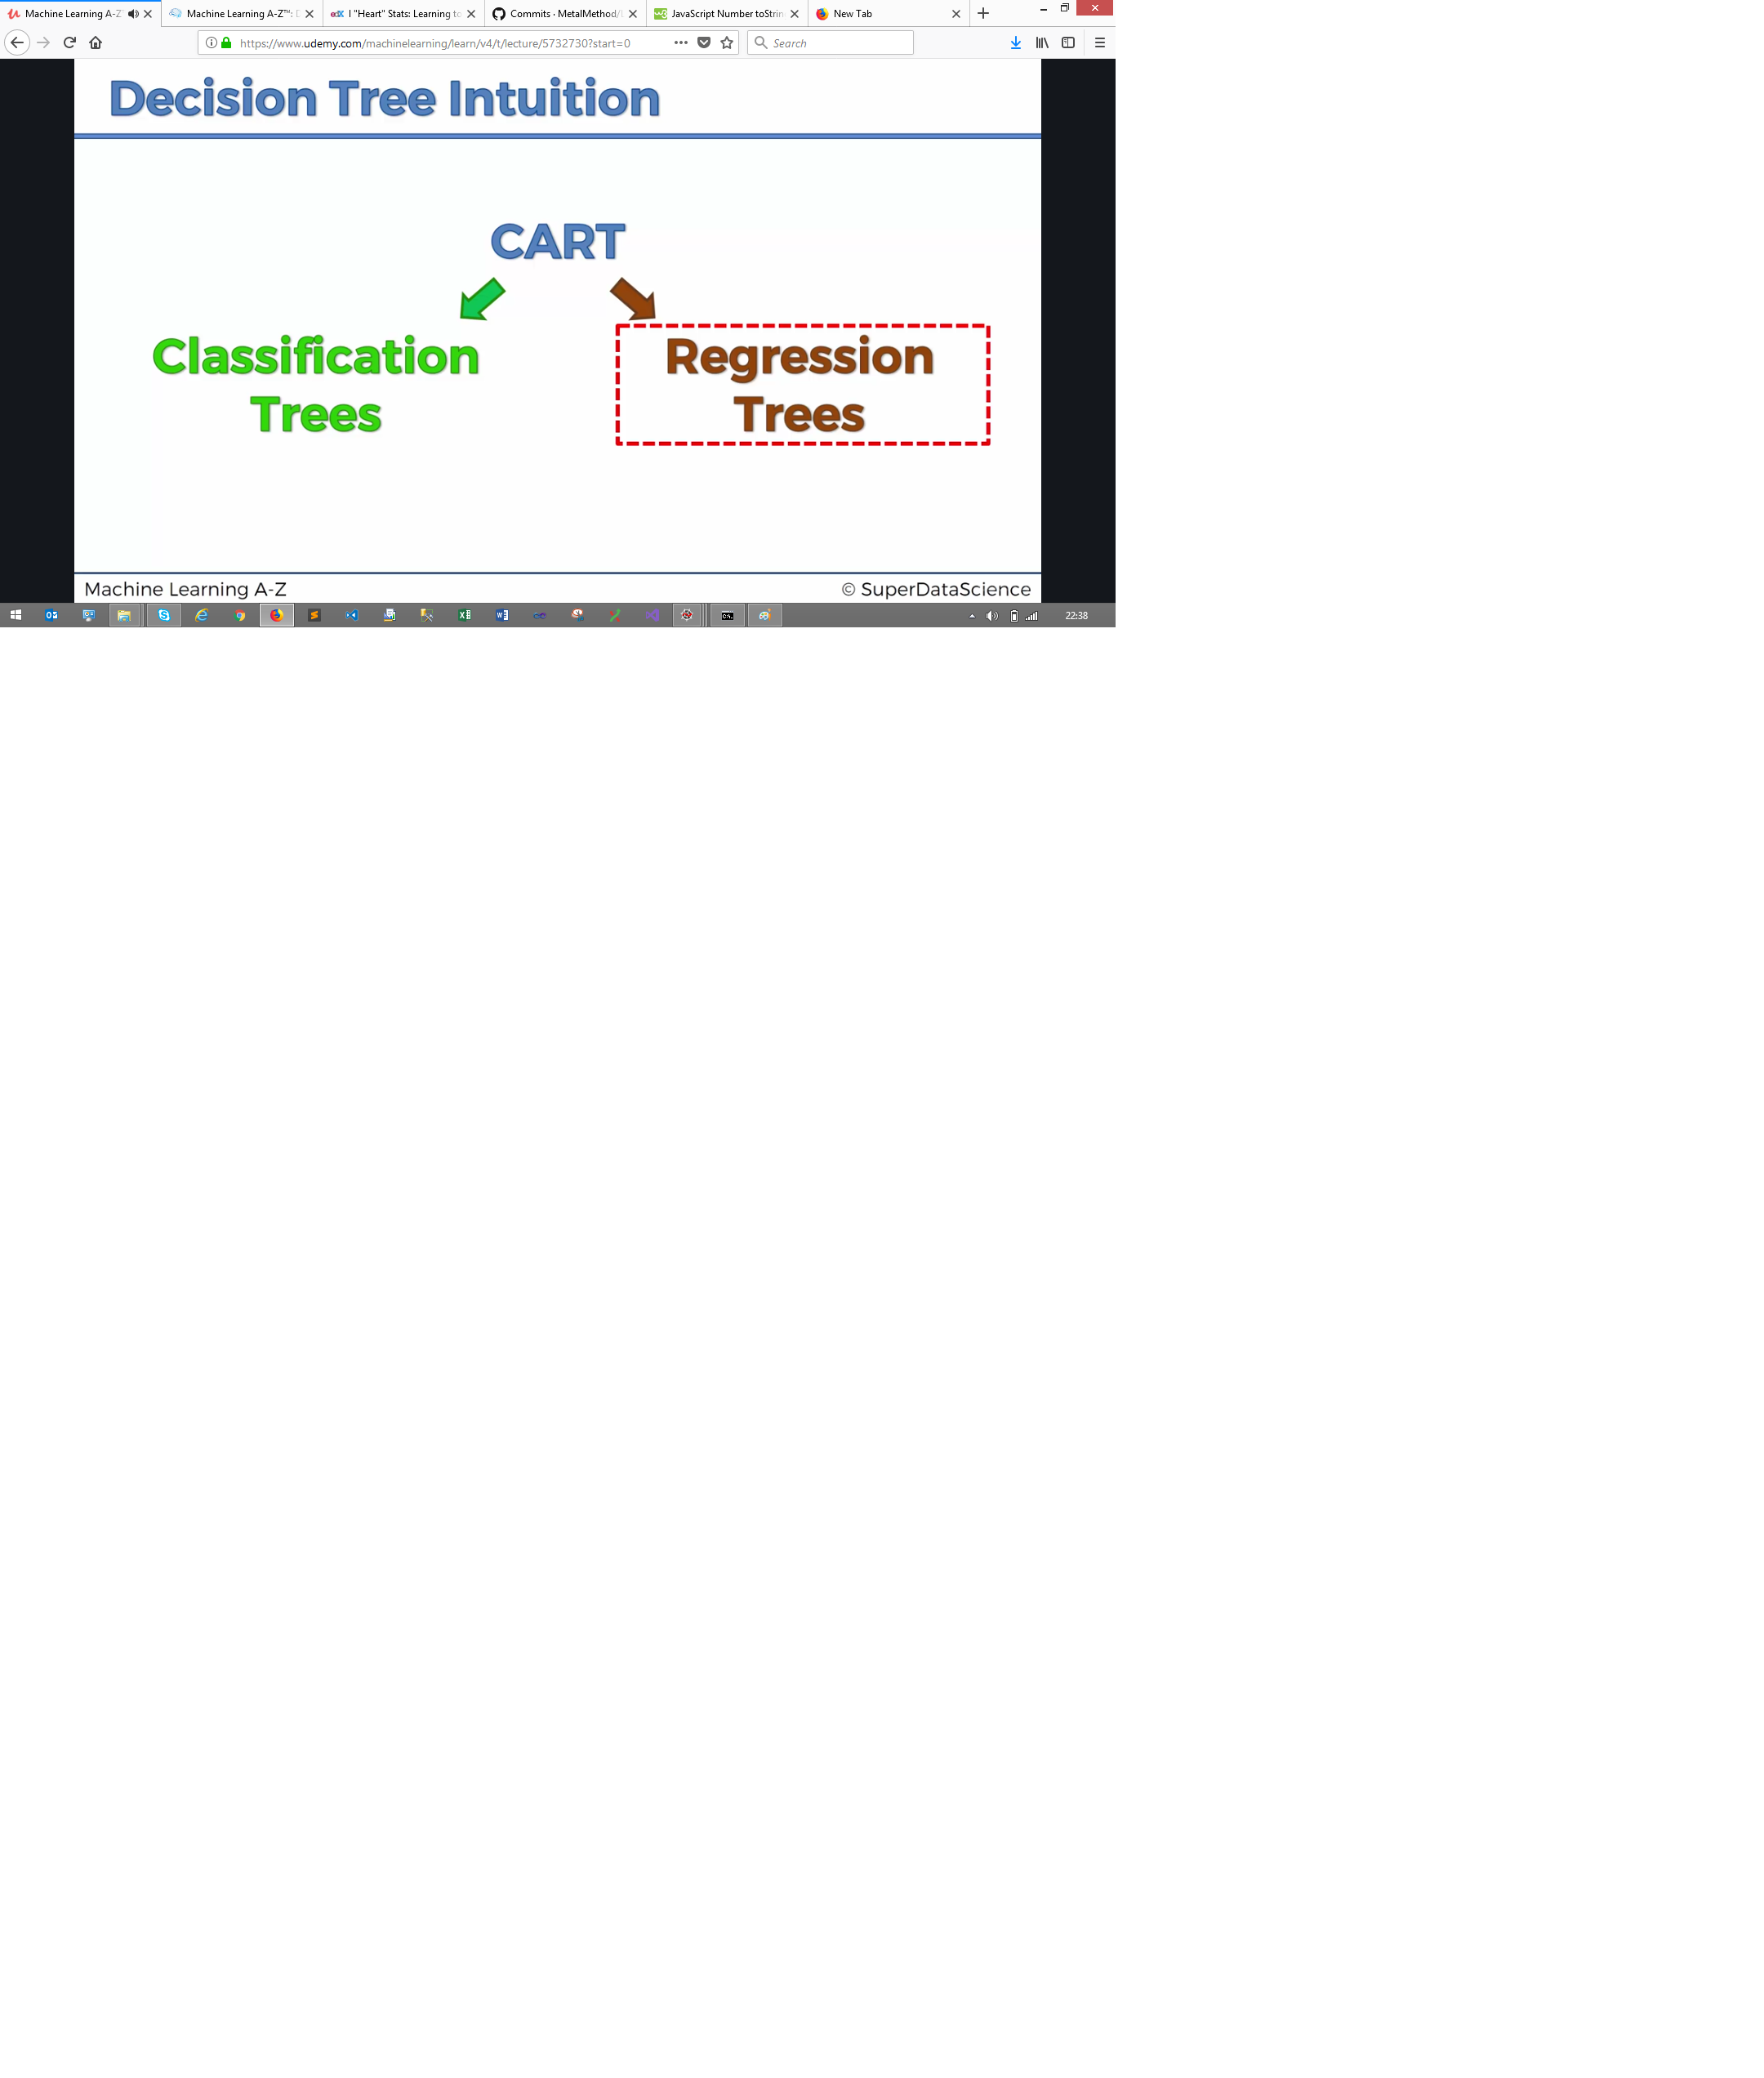 Machine Learning A-Z
Machine Learning A-Z™: D
edX I "Heart" Stats: Learning to
Commits · MetalMethod/
JavaScript Number toStrin
New Tab
https://www.udemy.com/machinelearning/learn/v4/t/lecture/5732730?start=0
Search
Decision Tree Intuition
CART
Classification
Trees
Regression
Trees
Machine Learning A-Z
© SuperDataScience
22:38